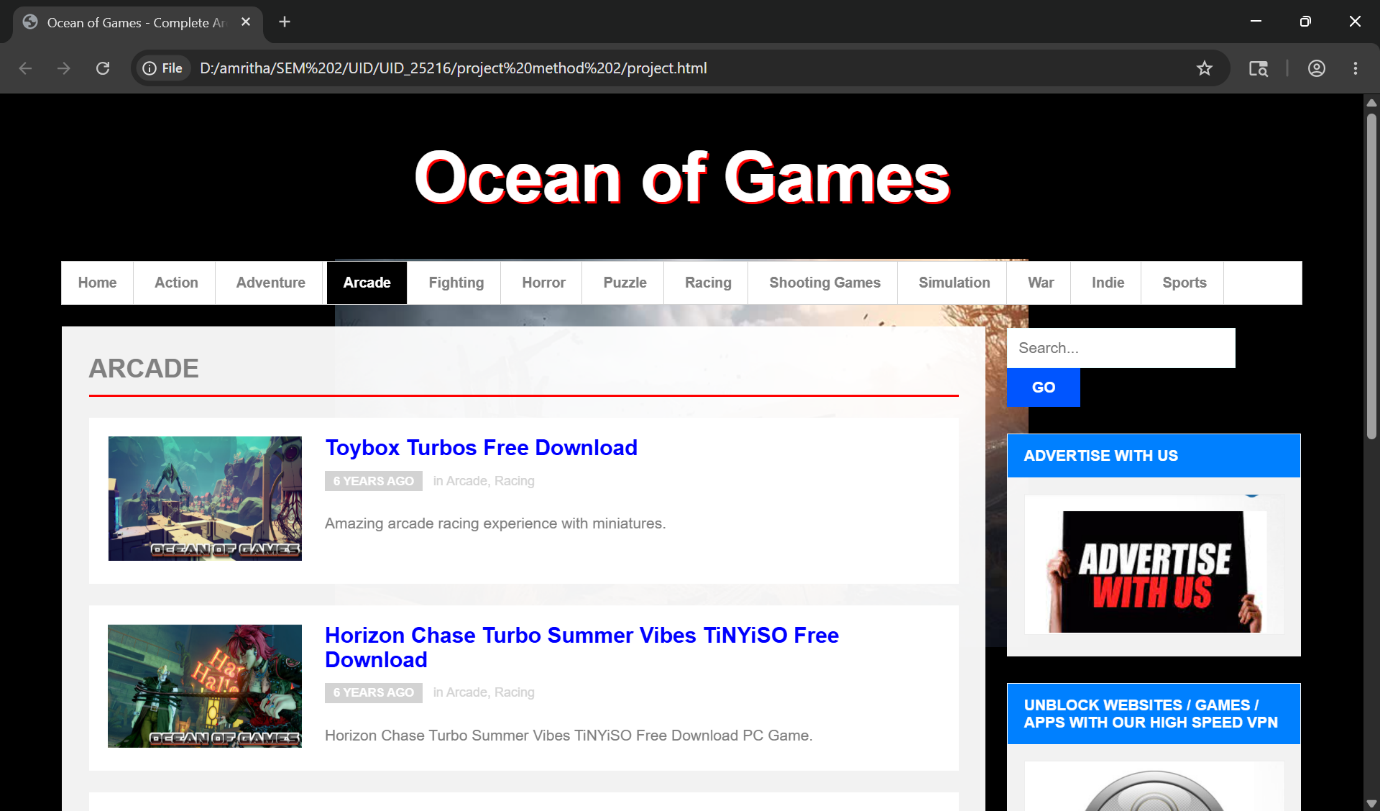 Ocean of Games - Complete Ar
File
D:/amritha/SEM%202/UID/UID_25216/project%20method%202/project.html
Ocean of Games
Home Action Adventure Arcade Fighting Horror Puzzle Racing Shooting Games Simulation War Indie Sports
ARCADE
OCEAN OF GAMES
Toybox Turbos Free Download
6 YEARS AGO in Arcade, Racing
Amazing arcade racing experience with miniatures.
OCEAN OF GAMES
Horizon Chase Turbo Summer Vibes TiNYiSO Free
Download
6 YEARS AGO in Arcade, Racing
Horizon Chase Turbo Summer Vibes TiNYiSO Free Download PC Game.
Search...
GO
ADVERTISE WITH US
ADVERTISE
WITH US
UNBLOCK WEBSITES / GAMES /
APPS WITH OUR HIGH SPEED VPN